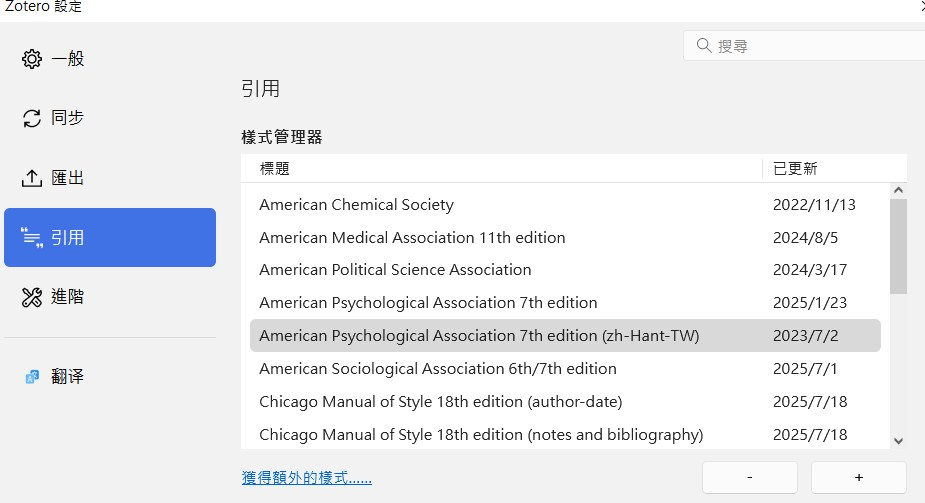 Zotero 設定
一般
同步
匯出
引用
進階
翻译
搜尋
引用
樣式管理器
標題 已更新
American Chemical Society 2022/11/13
American Medical Association 11th edition 2024/8/5
American Political Science Association 2024/3/17
American Psychological Association 7th edition 2025/1/23
American Psychological Association 7th edition (zh-Hant-TW) 2023/7/2
American Sociological Association 6th/7th edition 2025/7/1
Chicago Manual of Style 18th edition (author-date) 2025/7/18
Chicago Manual of Style 18th edition (notes and bibliography) 2025/7/18
獲得額外的樣式......
- +